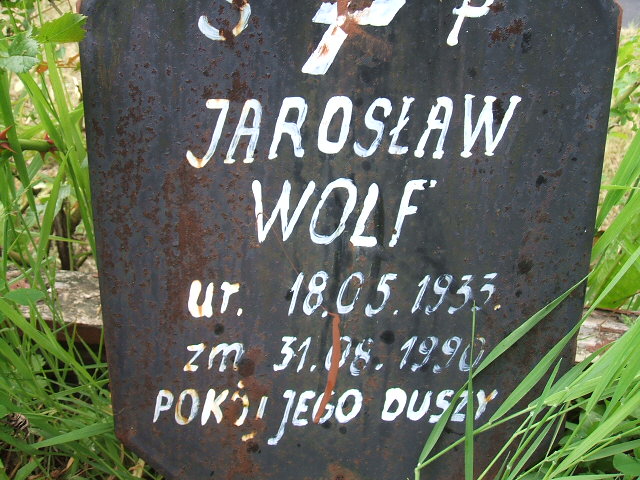 Ś P
JAROSŁAW
WOLF
ur. 18.05.1933.
zm 31.08.1990
POKÓJ JEGO DUSZY